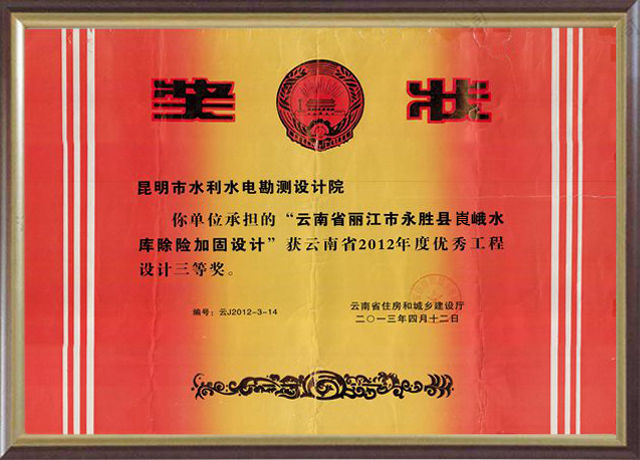 奖状
昆明市水利水电勘测设计院
你单位承担的“云南省丽江市永胜县崀峨水
库除险加固设计”获云南省2012年度优秀工程
设计三等奖。
编号：云J2012-3-14
云南省住房和城乡建设厅
二〇一三年四月十二日